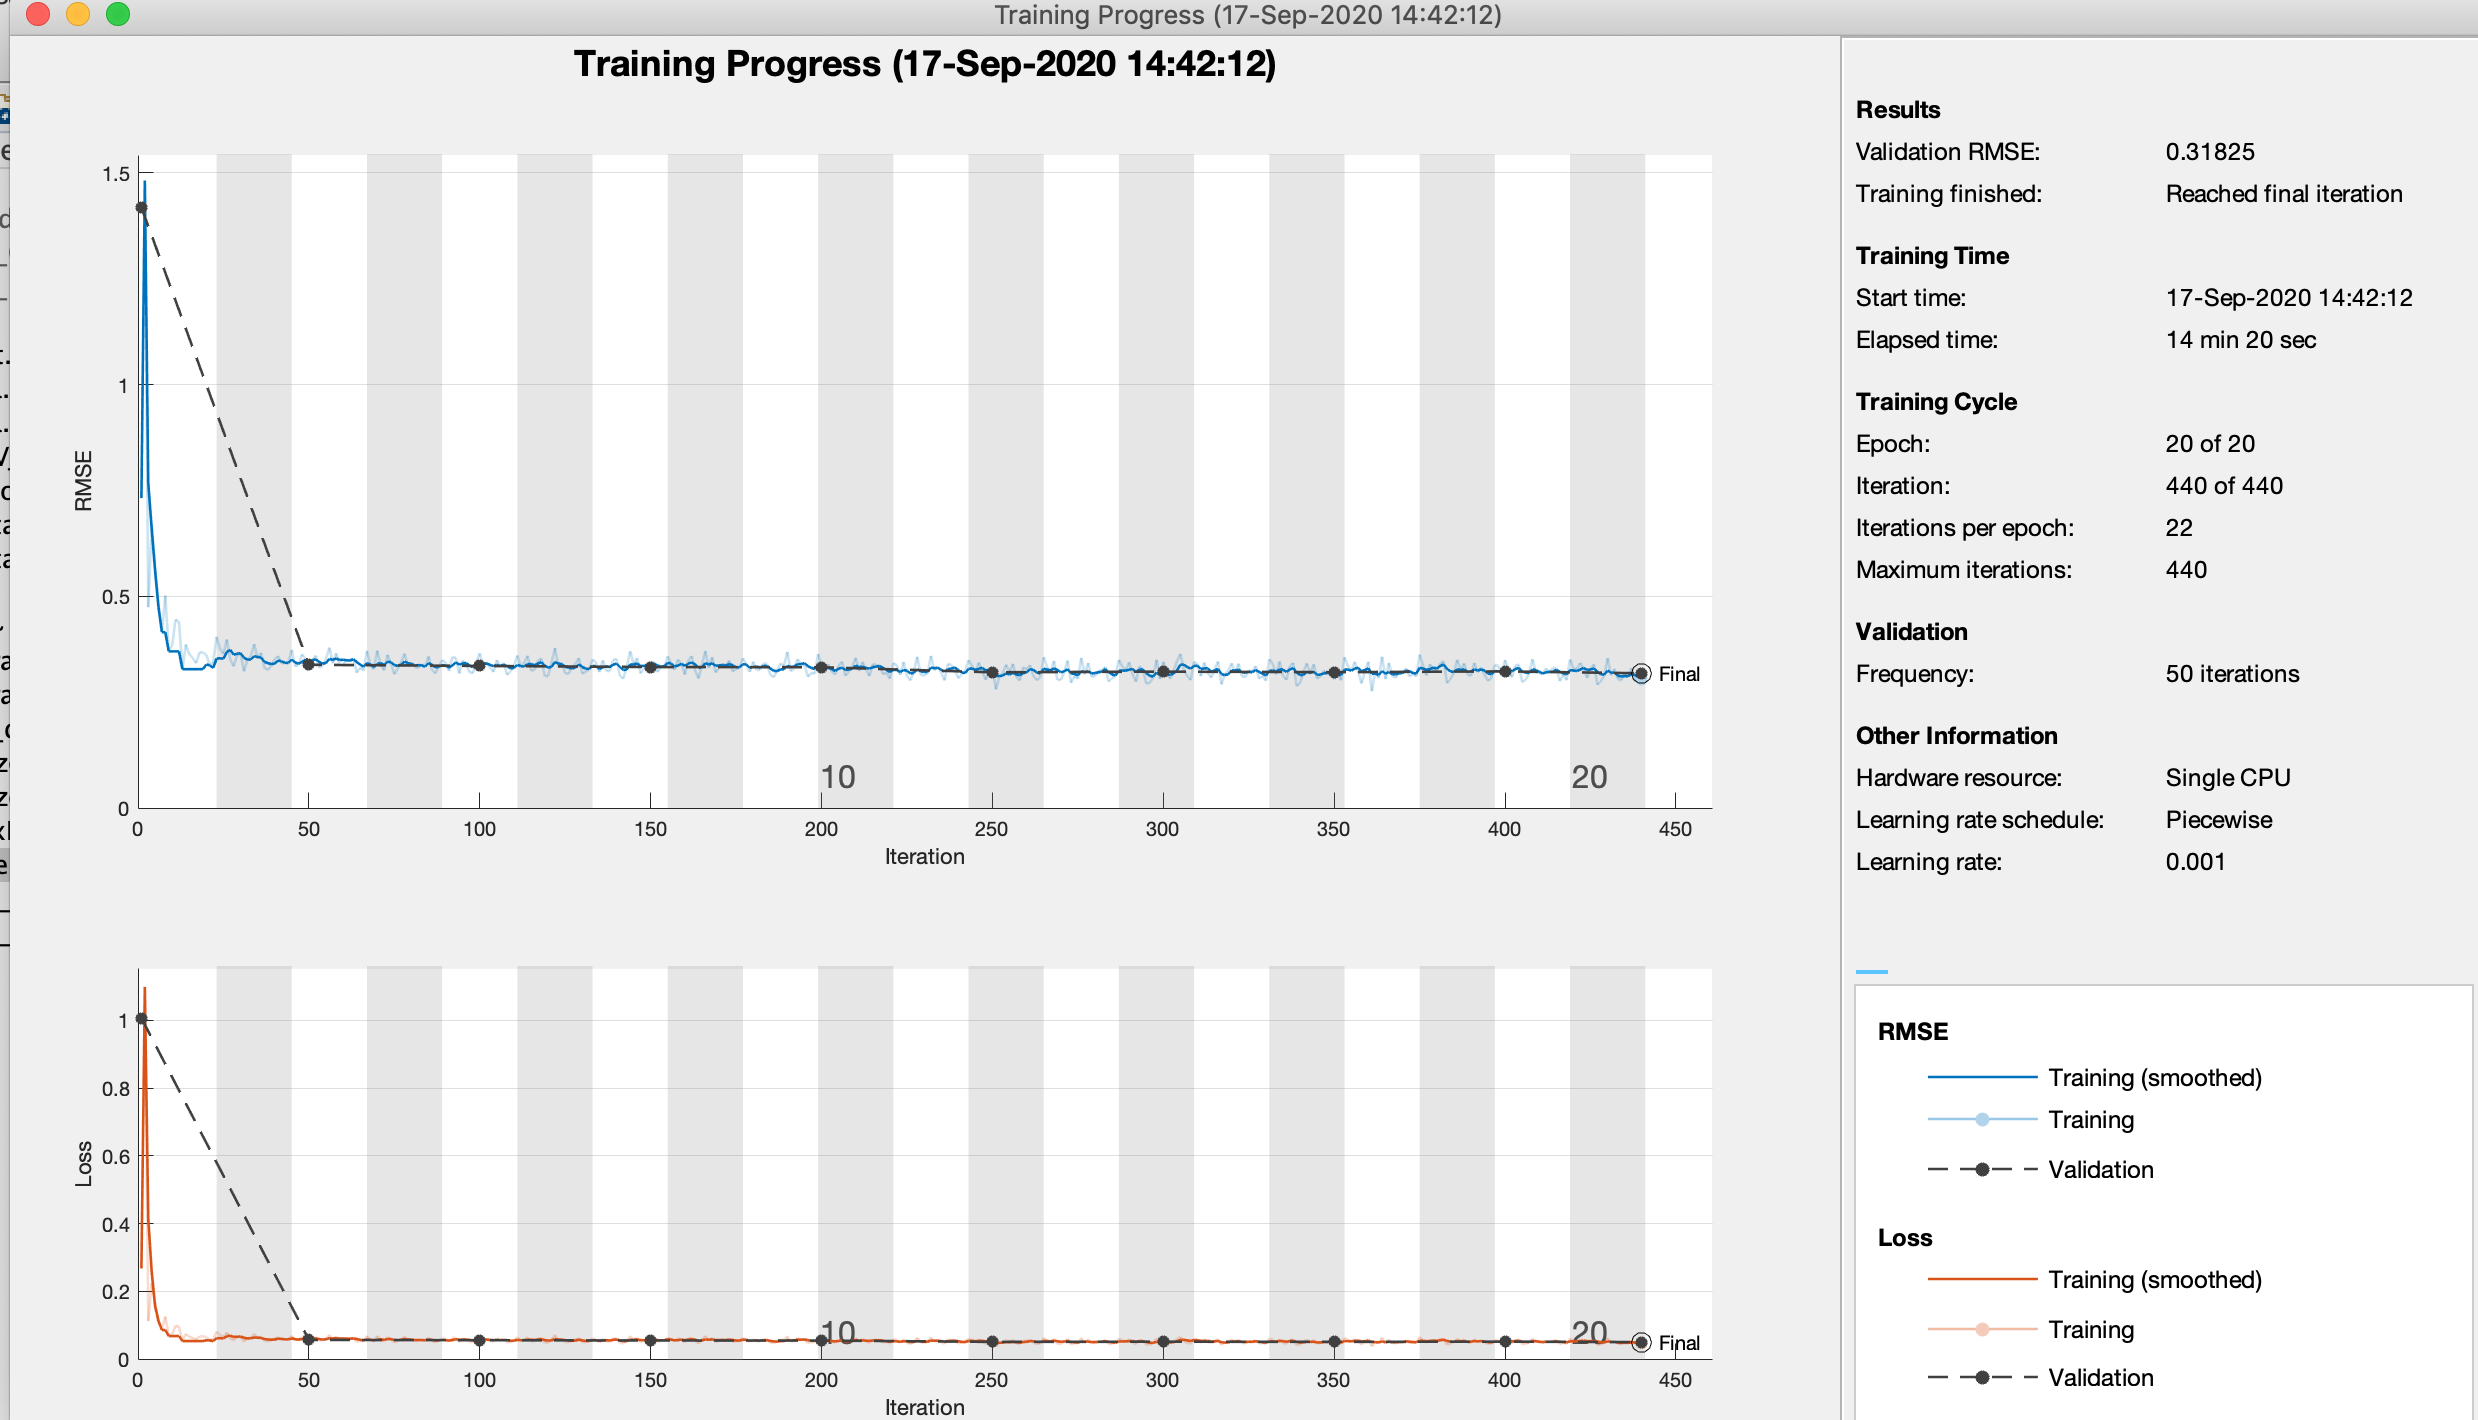 Training Progress (17-Sep-2020 14:42:12)
Training Progress (17-Sep-2020 14:42:12)
1.5
1
0.5
0
RMSE
10
20
Final
0 50 100 150 200 250 300 350 400 450
Iteration
1
0.8
0.6
0.4
0.2
0
Loss
10
20
Final
0 50 100 150 200 250 300 350 400 450
Iteration
Results
Validation RMSE: 0.31825
Training finished: Reached final iteration
Training Time
Start time: 17-Sep-2020 14:42:12
Elapsed time: 14 min 20 sec
Training Cycle
Epoch: 20 of 20
Iteration: 440 of 440
Iterations per epoch: 22
Maximum iterations: 440
Validation
Frequency: 50 iterations
Other Information
Hardware resource: Single CPU
Learning rate schedule: Piecewise
Learning rate: 0.001
RMSE
Training (smoothed)
Training
Validation
Loss
Training (smoothed)
Training
Validation